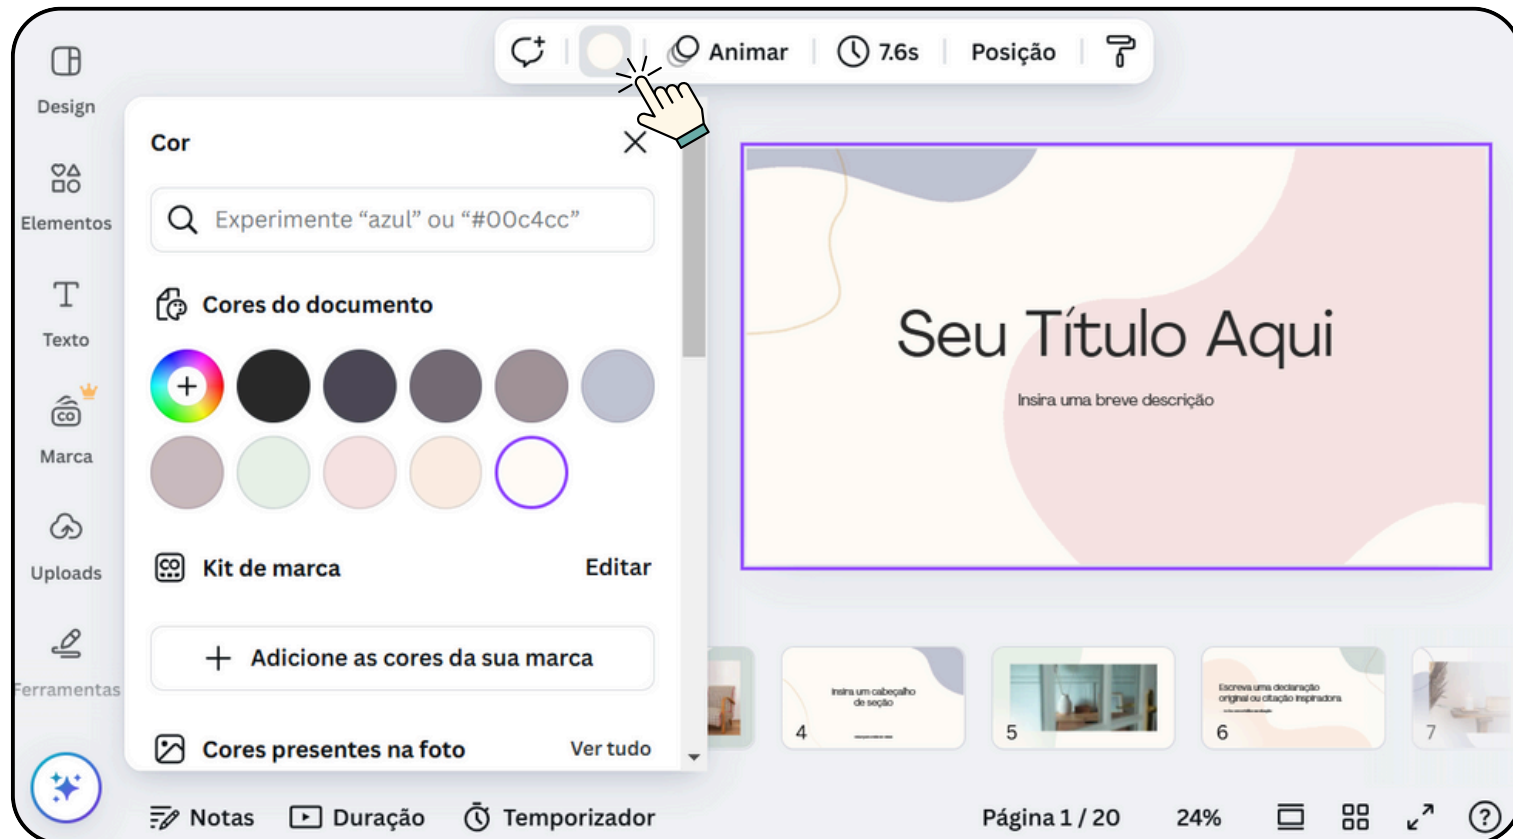 Animar
7.6s
Posição
Design
Elementos
Texto
CO
Marca
Uploads
Ferramentas
Cor
Experimente “azul” ou “#00c4cc”
Cores do documento
CO
Kit de marca
Editar
Adicione as cores da sua marca
Cores presentes na foto
Ver tudo
Seu Título Aqui
Insira uma breve descrição
Insira um cabeçalho
de seção
4
5
Escreva uma declaração
original ou citação inspiradora
6
7
Notas
Duração
Temporizador
Página 1 / 20
24%
?